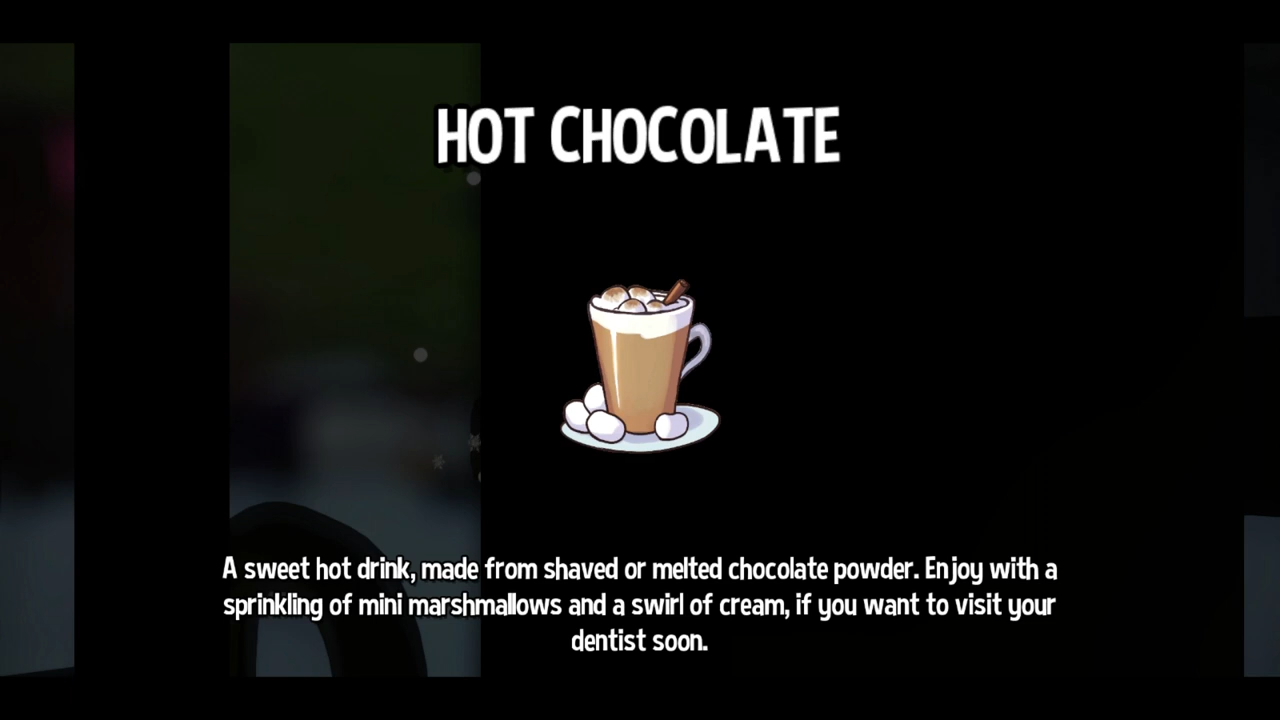 HOT CHOCOLATE
A sweet hot drink, made from shaved or melted chocolate powder. Enjoy with a
sprinkling of mini marshmallows and a swirl of cream, if you want to visit your
dentist soon.